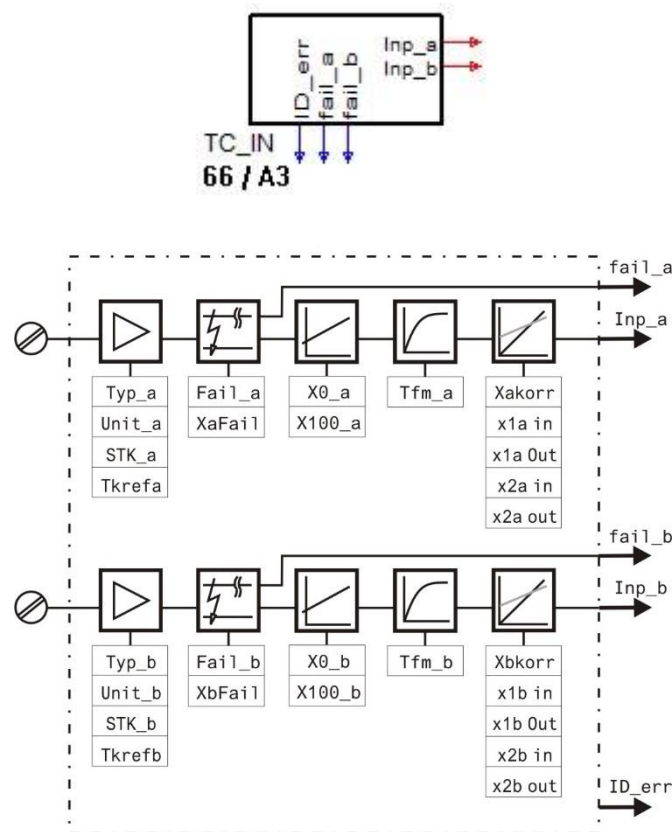 Inp_a
Inp_b
ID_err
fail_a
fail_b
TC_IN
66 / A3
fail_a
Inp_a
Typ_a Fail_a X0_a Tfm_a Xakorr
Unit_a XaFail X100_a x1a in
STK_a x1a Out
Tkrefa x2a in
x2a out
fail_b
Inp_b
Typ_b Fail_b X0_b Tfm_b Xbkorr
Unit_b XbFail X100_b x1b in
STK_b x1b Out
Tkrefb x2b in
x2b out
ID_err